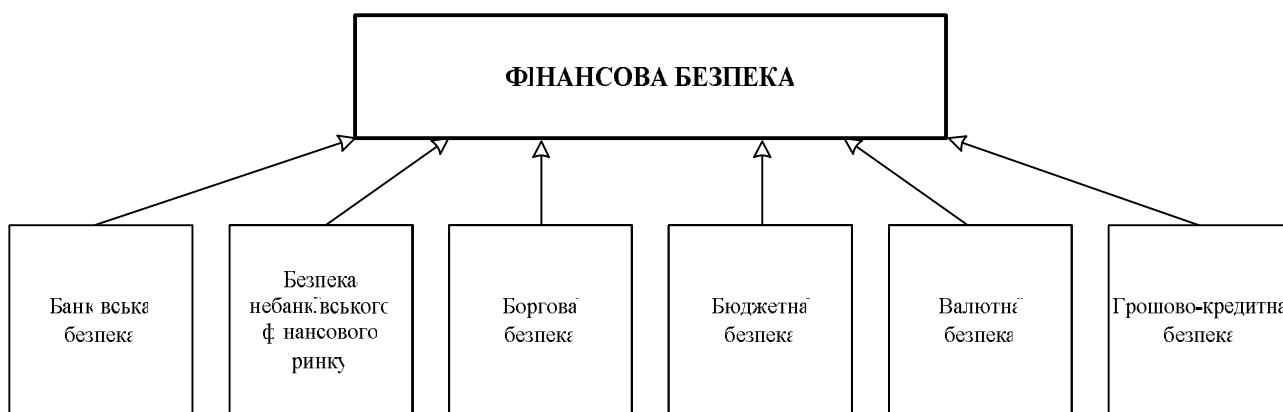 ФІНАНСОВА БЕЗПЕКА
Банківська
безпека
Безпека
небанківського
фінансового
ринку
Боргова
безпека
Бюджетна
безпека
Валютна
безпека
Грошово-кредитна
безпека